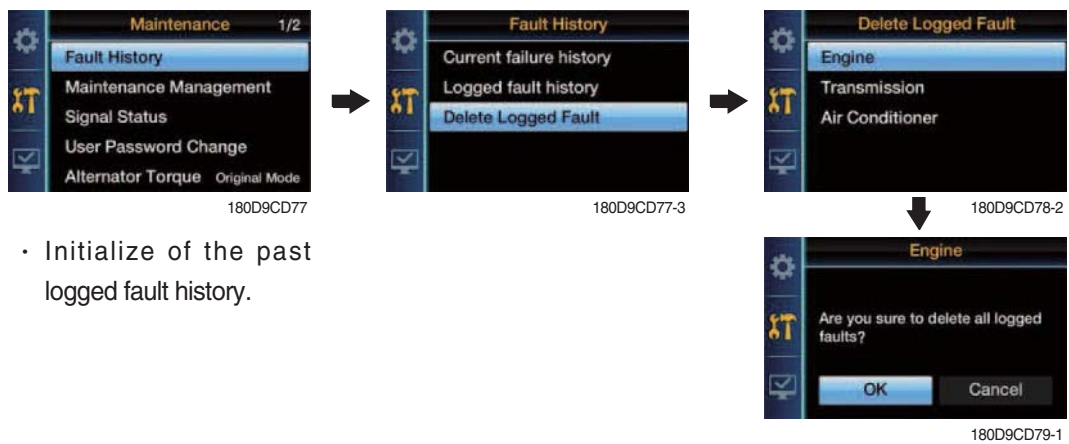 Maintenance 1/2
Fault History
Maintenance Management
Signal Status
User Password Change
Alternator Torque Original Mode
180D9CD77
Fault History
Current failure history
Logged fault history
Delete Logged Fault
180D9CD77-3
Delete Logged Fault
Engine
Transmission
Air Conditioner
180D9CD78-2
Engine
Are you sure to delete all logged
faults?
OK Cancel
180D9CD79-1
· Initialize of the past
logged fault history.